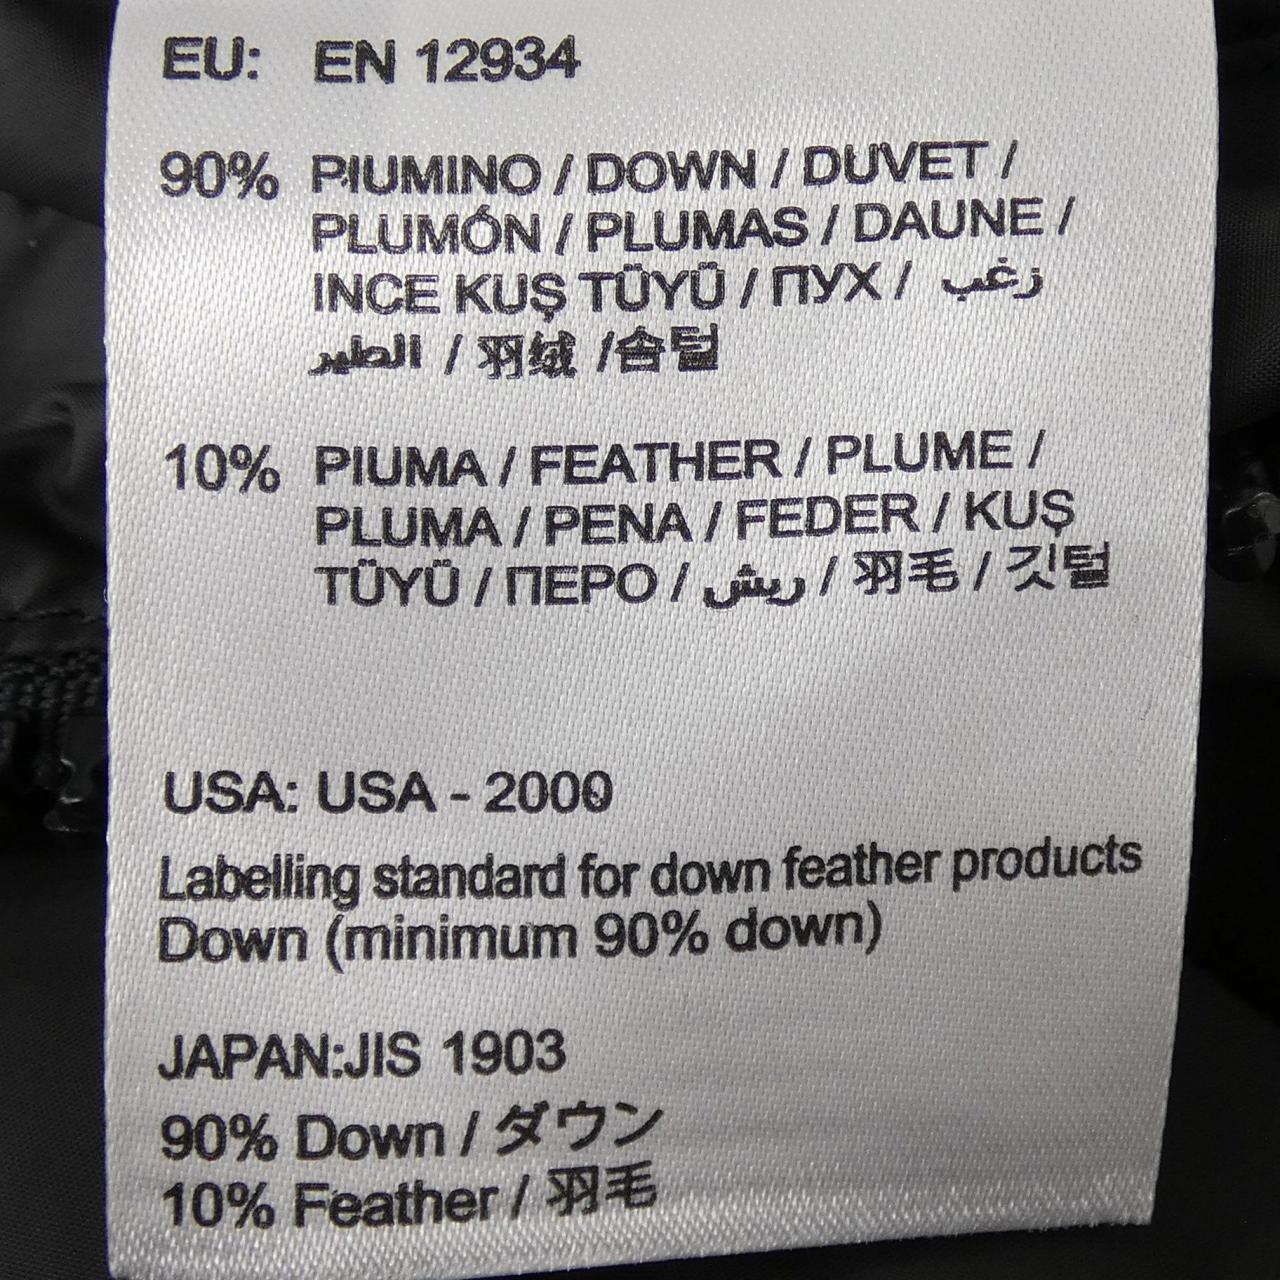 EU: EN 12934
90% PIUMINO / DOWN / DUVET /
PLUMÓN / PLUMAS / DAUNE /
INCE KUŞ TÜYÜ / ПУХ / زغب
الطير / 羽绒 /솜털
10% PIUMA / FEATHER / PLUME /
PLUMA / PENA / FEDER / KUŞ
TÜYÜ / ПЕРО / ريش / 羽毛 / 깃털
USA: USA - 2000
Labelling standard for down feather products
Down (minimum 90% down)
JAPAN:JIS 1903
90% Down / ダウン
10% Feather / 羽毛